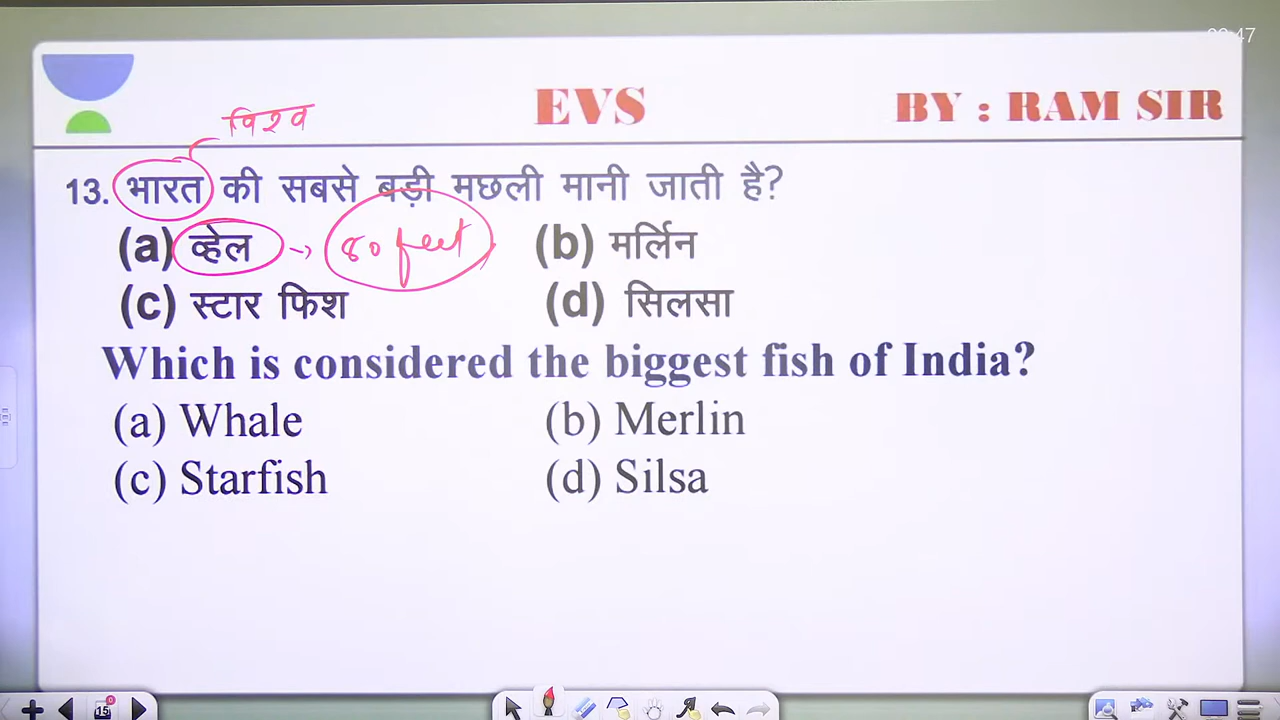 EVS
BY : RAM SIR
विश्व
13. भारत की सबसे बड़ी मछली मानी जाती है?
(a) व्हेल → 80 feet (b) मर्लिन
(c) स्टार फिश (d) सिलसा
Which is considered the biggest fish of India?
(a) Whale (b) Merlin
(c) Starfish (d) Silsa
15